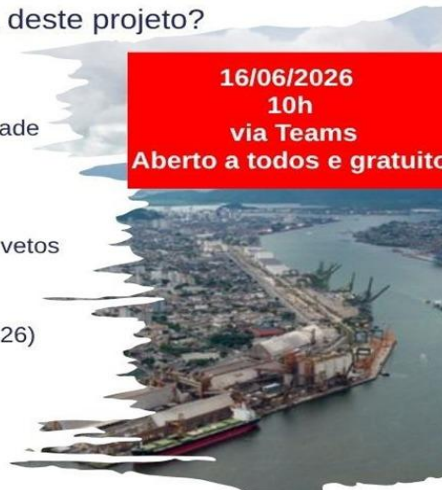 deste projeto?
16/06/2026
10h
via Teams
Aberto a todos e gratuito
ade
vetos
26)